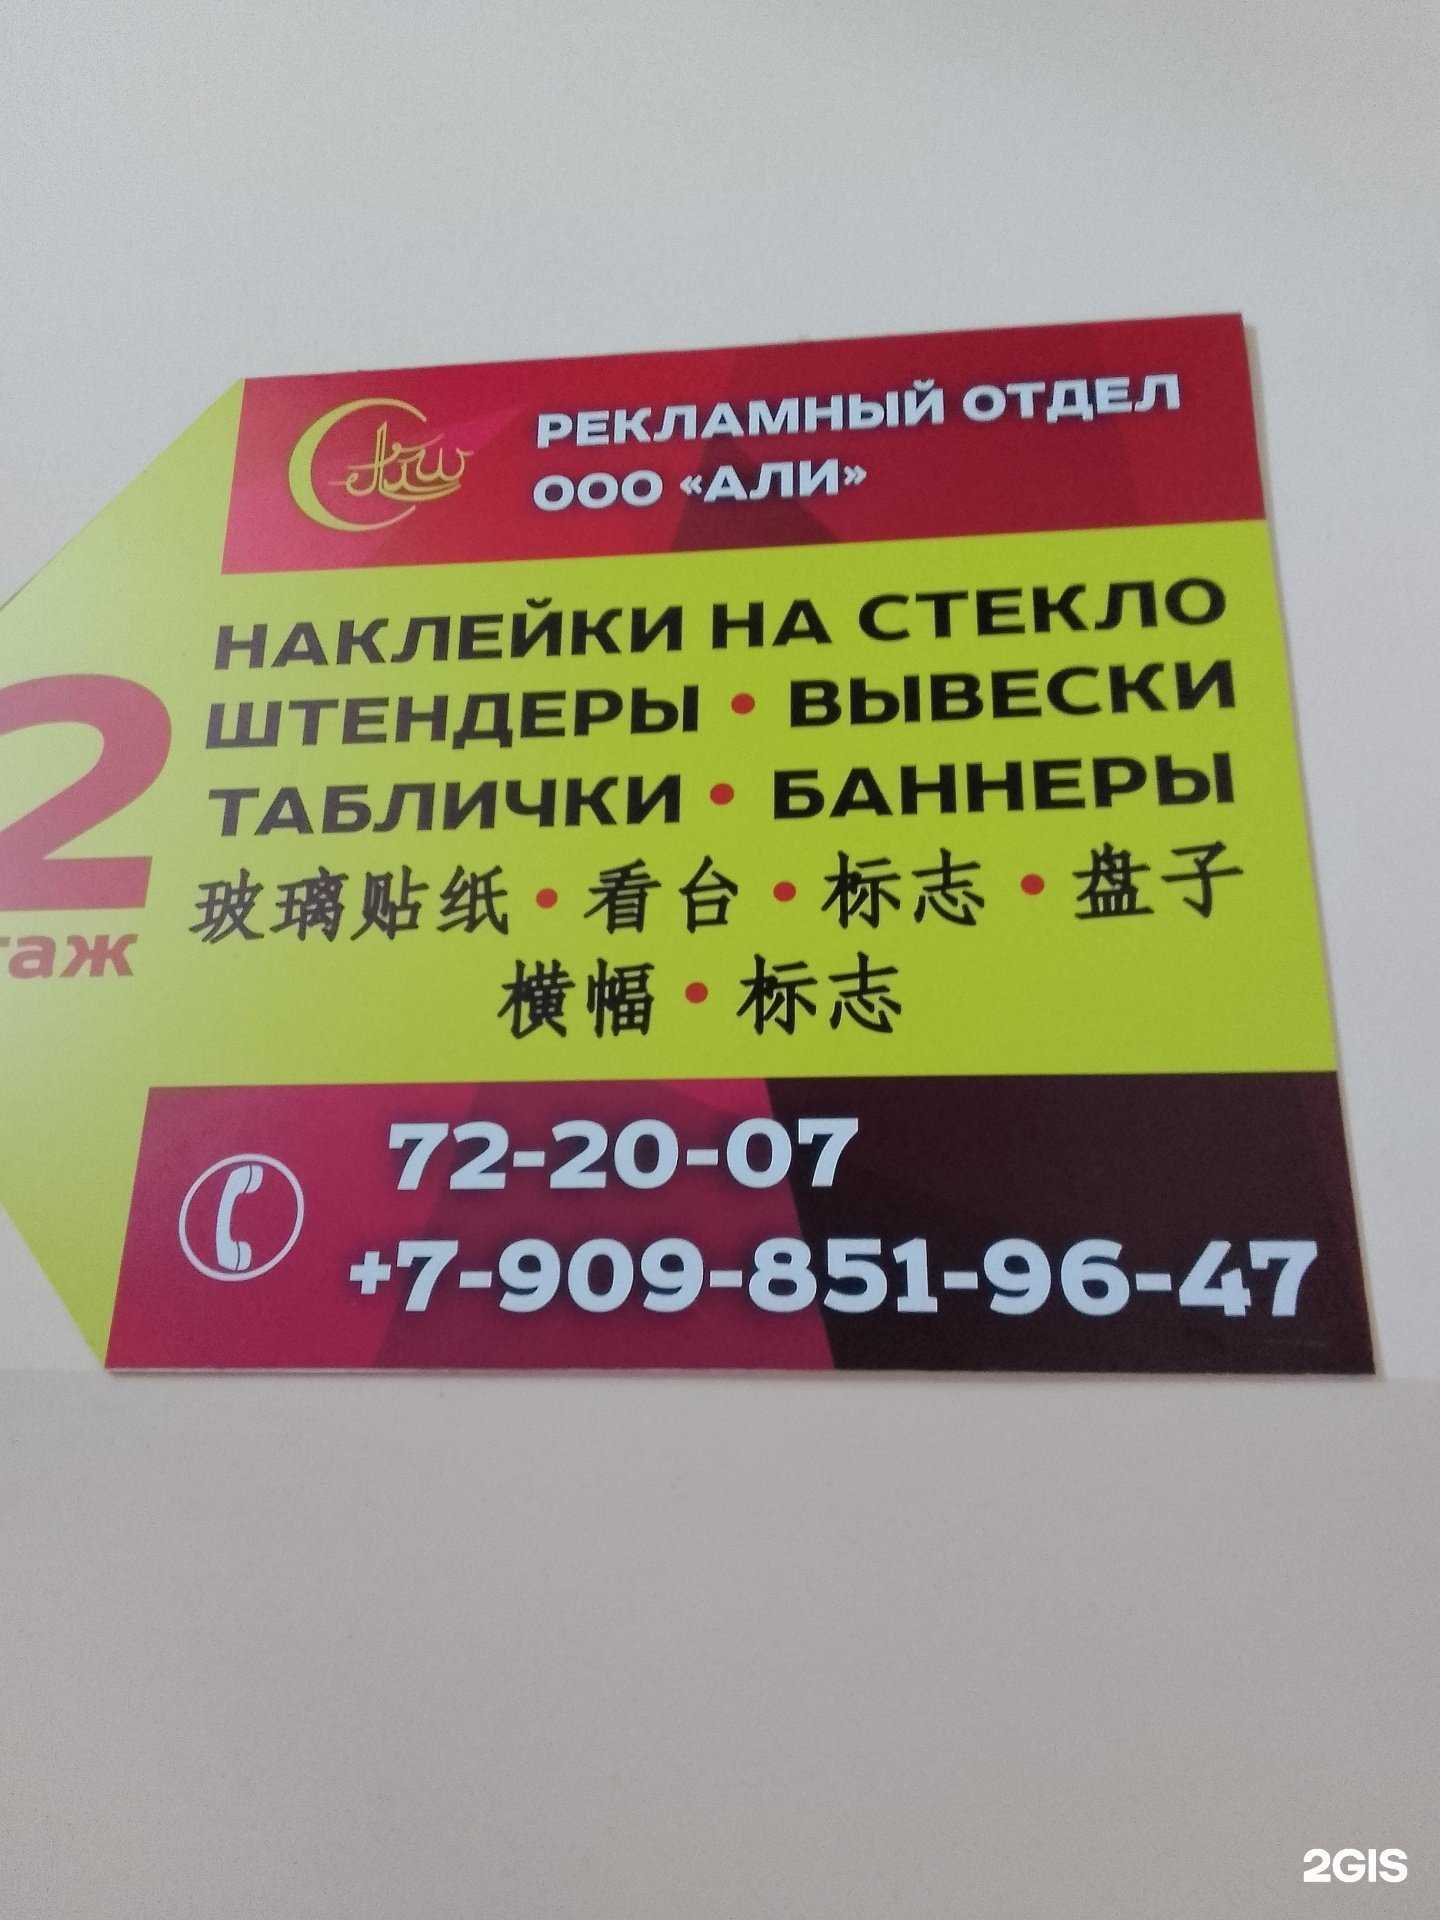 Али
РЕКЛАМНЫЙ ОТДЕЛ
ООО «АЛИ»
НАКЛЕЙКИ НА СТЕКЛО
ШТЕНДЕРЫ • ВЫВЕСКИ
ТАБЛИЧКИ • БАННЕРЫ
玻璃贴纸 • 看台 • 标志 • 盘子
横幅 • 标志
2
таж
72-20-07
+7-909-851-96-47
2GIS